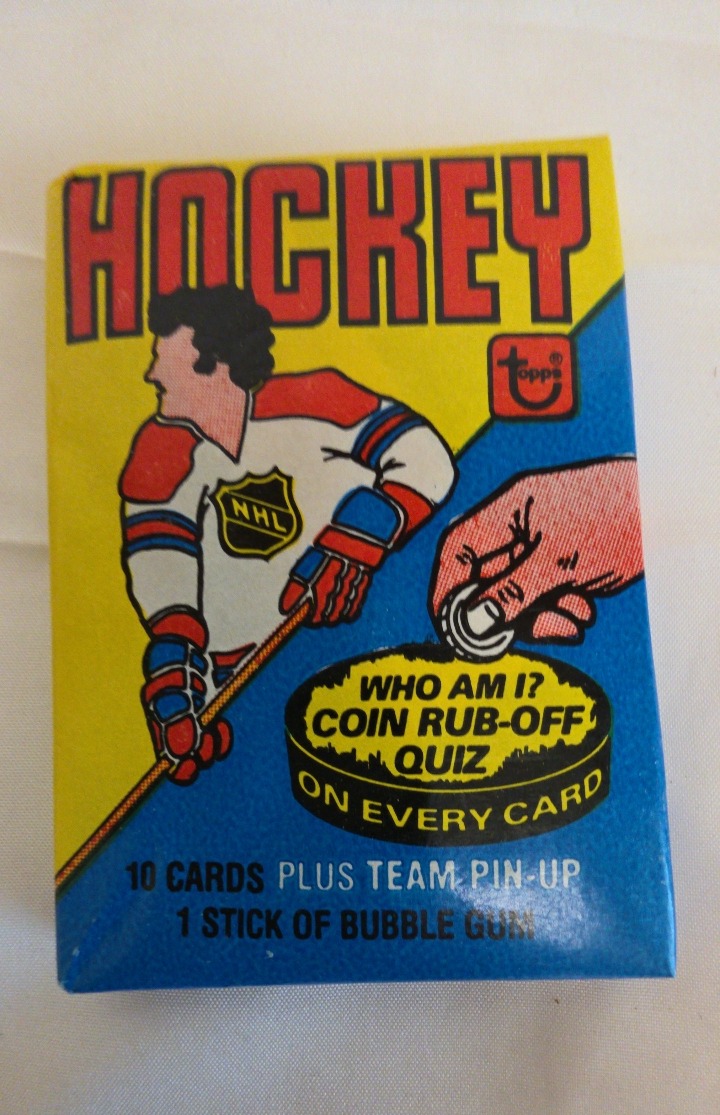 HOCKEY
topps®
NHL
WHO AM I?
COIN RUB-OFF
QUIZ
ON EVERY CARD
10 CARDS PLUS TEAM PIN-UP
1 STICK OF BUBBLE GUM